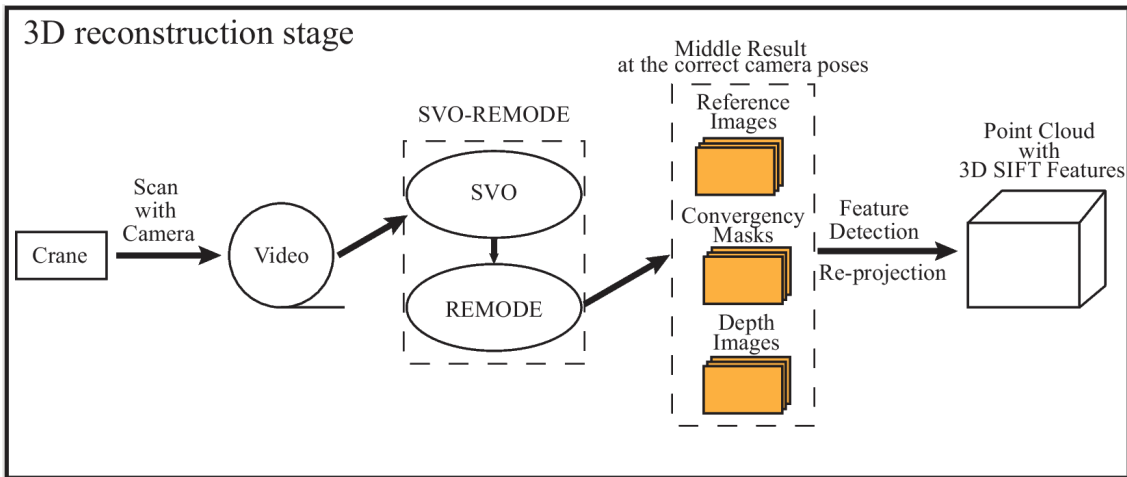 3D reconstruction stage
Crane
Scan
with
Camera
Video
SVO-REMODE
SVO
REMODE
Middle Result
at the correct camera poses
Reference
Images
Convergency
Masks
Depth
Images
Feature
Detection
Re-projection
Point Cloud
with
3D SIFT Features